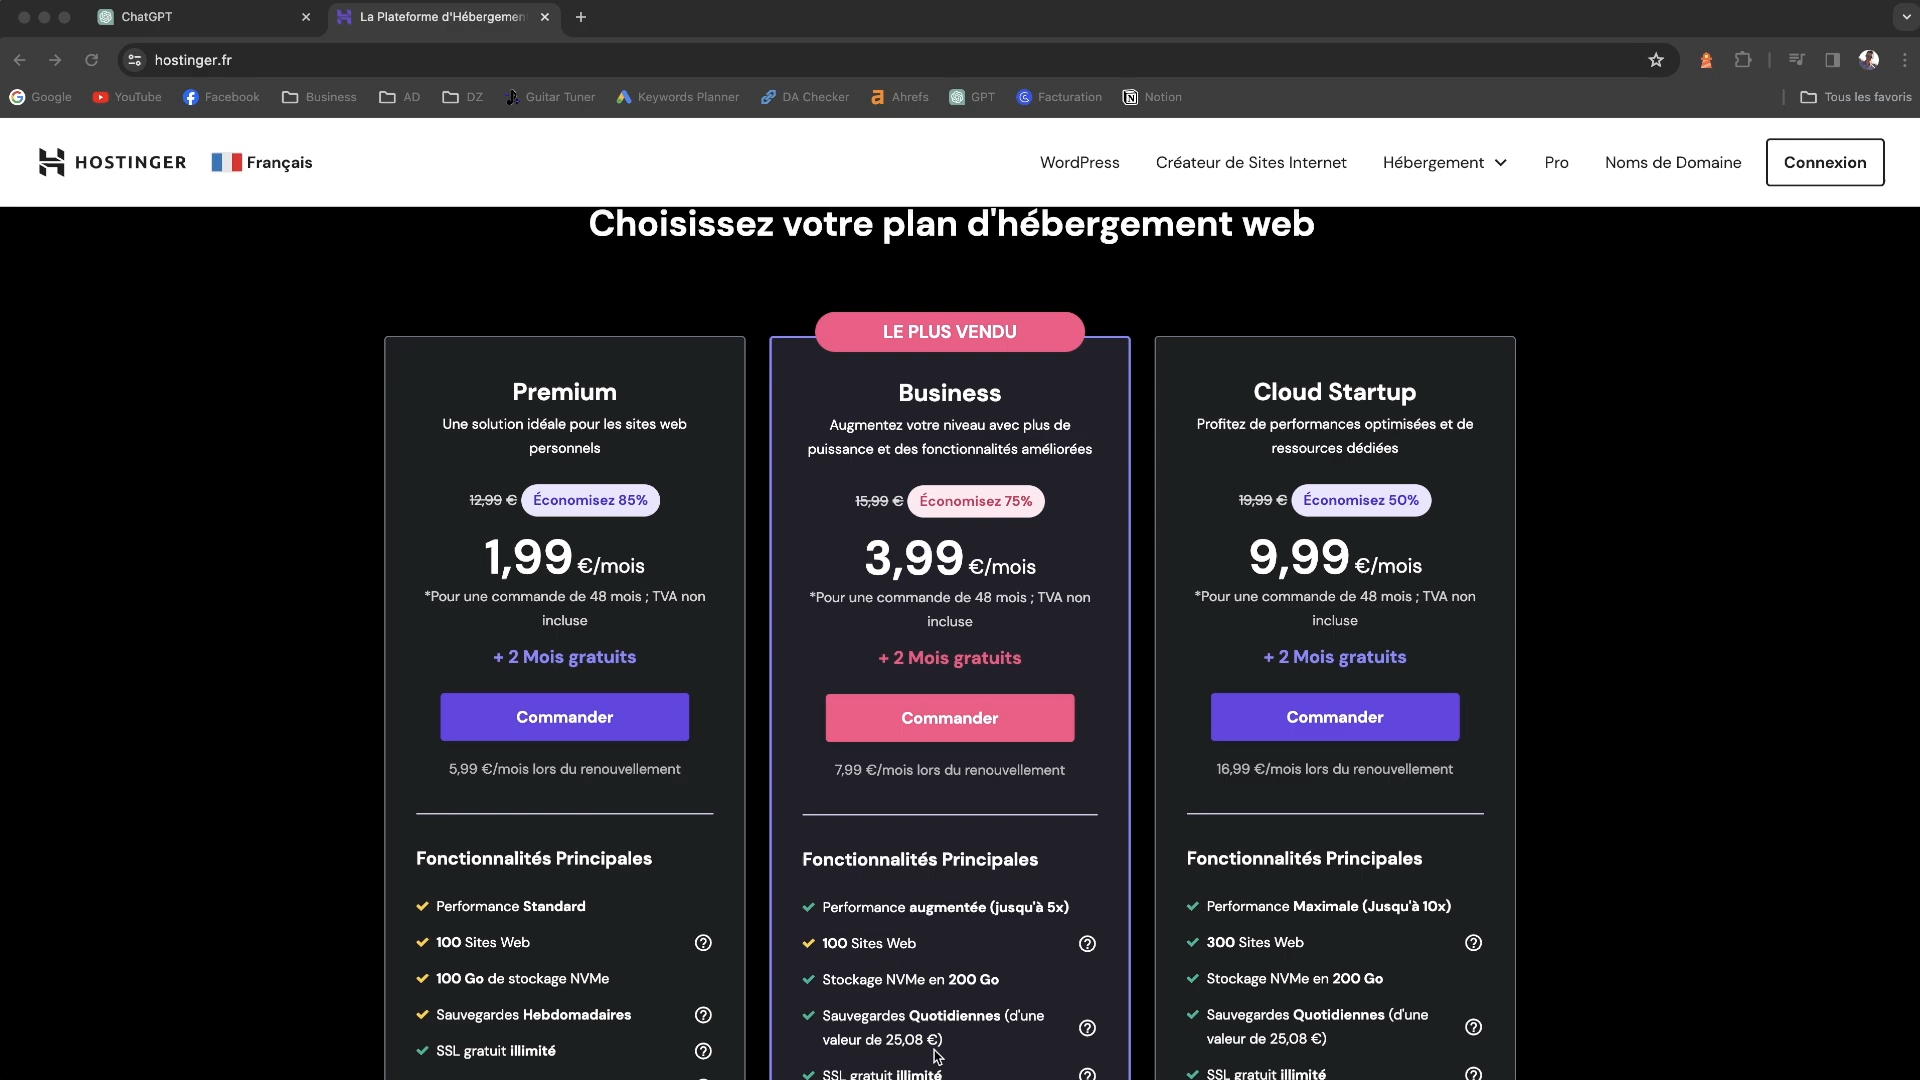 ChatGPT
La Plateforme d'Hébergemen
hostinger.fr
Google
YouTube
Facebook
Business
AD
DZ
Guitar Tuner
Keywords Planner
DA Checker
Ahrefs
GPT
Facturation
Notion
Tous les favoris
HOSTINGER
Français
WordPress
Créateur de Sites Internet
Hébergement
Pro
Noms de Domaine
Connexion
Choisissez votre plan d'hébergement web
Premium
Une solution idéale pour les sites web
personnels
12,99 € Économisez 85%
1,99 €/mois
*Pour une commande de 48 mois ; TVA non
incluse
+ 2 Mois gratuits
Commander
5,99 €/mois lors du renouvellement
Fonctionnalités Principales
Performance Standard
100 Sites Web
100 Go de stockage NVMe
Sauvegardes Hebdomadaires
SSL gratuit illimité
LE PLUS VENDU
Business
Augmentez votre niveau avec plus de
puissance et des fonctionnalités améliorées
15,99 € Économisez 75%
3,99 €/mois
*Pour une commande de 48 mois ; TVA non
incluse
+ 2 Mois gratuits
Commander
7,99 €/mois lors du renouvellement
Fonctionnalités Principales
Performance augmentée (jusqu'à 5x)
100 Sites Web
Stockage NVMe en 200 Go
Sauvegardes Quotidiennes (d'une
valeur de 25,08 €)
SSL gratuit illimité
Cloud Startup
Profitez de performances optimisées et de
ressources dédiées
19,99 € Économisez 50%
9,99 €/mois
*Pour une commande de 48 mois ; TVA non
incluse
+ 2 Mois gratuits
Commander
16,99 €/mois lors du renouvellement
Fonctionnalités Principales
Performance Maximale (Jusqu'à 10x)
300 Sites Web
Stockage NVMe en 200 Go
Sauvegardes Quotidiennes (d'une
valeur de 25,08 €)
SSL gratuit illimité